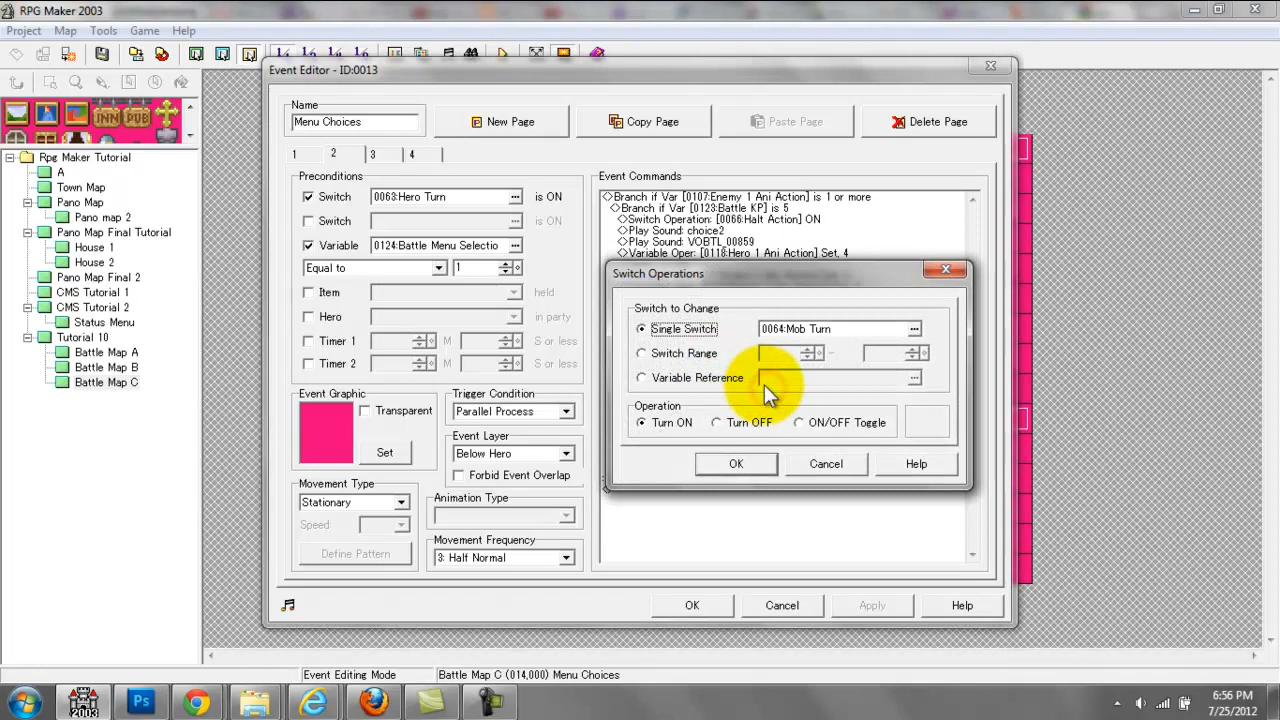 RPG Maker 2003
Project Map Tools Game Help
Event Editor - ID:0013
Name
Menu Choices
New Page
Copy Page
Paste Page
Delete Page
INN
PUB
1 2 3 4
Rpg Maker Tutorial
A
Town Map
Pano Map
Pano map 2
Pano Map Final Tutorial
House 1
House 2
Pano Map Final 2
CMS Tutorial 1
CMS Tutorial 2
Status Menu
Tutorial 10
Battle Map A
Battle Map B
Battle Map C
Preconditions
Switch 0063:Hero Turn ... is ON
Switch ... is ON
Variable 0124:Battle Menu Selectio ...
Equal to 1
Item held
Hero in party
Timer 1 M S or less
Timer 2 M S or less
Event Graphic
Transparent
Set
Trigger Condition
Parallel Process
Event Layer
Below Hero
Forbid Event Overlap
Movement Type
Stationary
Speed:
Define Pattern
Animation Type
Movement Frequency
3: Half Normal
Event Commands
◇Branch if Var [0107:Enemy 1 Ani Action] is 1 or more
◇Branch if Var [0123:Battle KP] is 5
◇Switch Operation: [0066:Halt Action] ON
◇Play Sound: choice2
◇Play Sound: VOBTL_00859
◇Variable Oper: [0118:Hero 1 Ani Action] Set, 4
Switch Operations
Switch to Change
Single Switch 0064:Mob Turn ...
Switch Range –
Variable Reference ...
Operation
Turn ON Turn OFF ON/OFF Toggle
OK Cancel Help
OK Cancel Apply Help
Event Editing Mode
Battle Map C (014,000) Menu Choices
2003
Ps
6:56 PM
7/25/2012